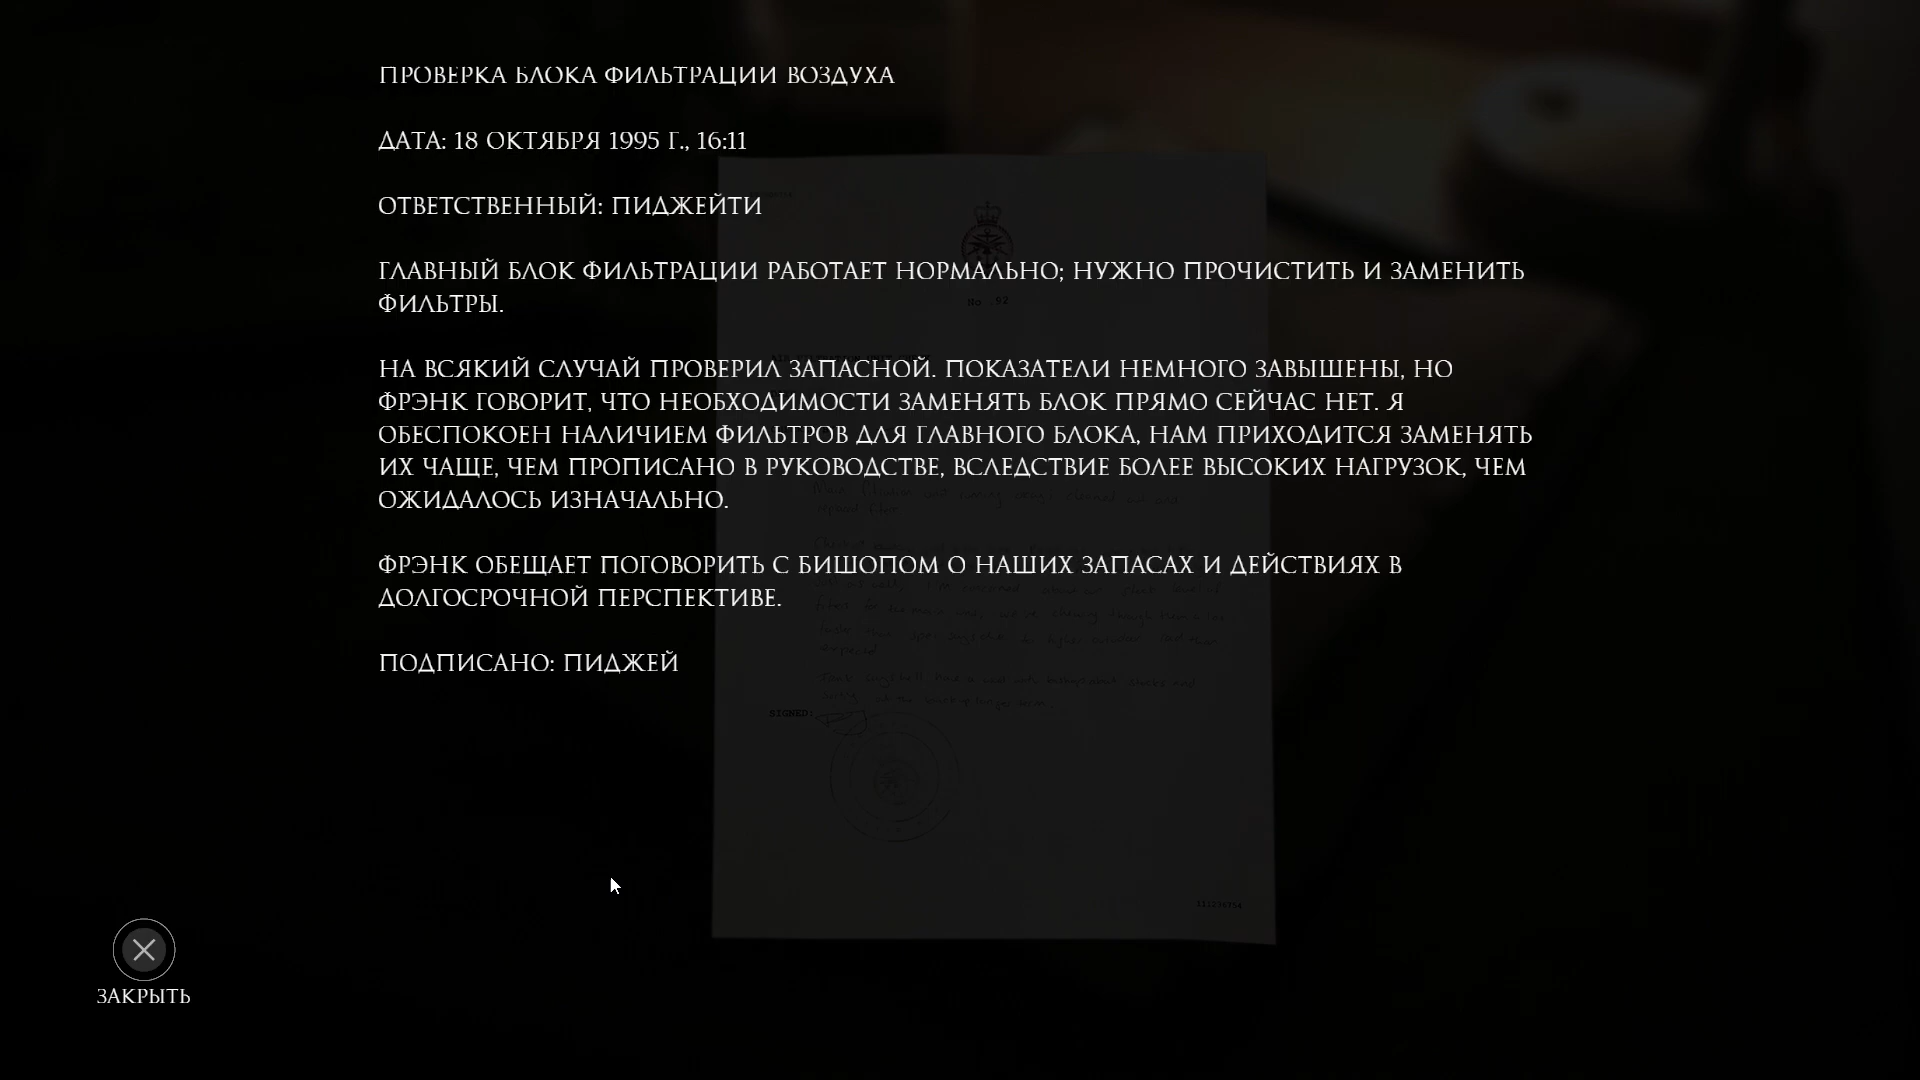 ПРОВЕРКА БЛОКА ФИЛЬТРАЦИИ ВОЗДУХА
ДАТА: 18 ОКТЯБРЯ 1995 Г., 16:11
ОТВЕТСТВЕННЫЙ: ПИДЖЕЙТИ
ГЛАВНЫЙ БЛОК ФИЛЬТРАЦИИ РАБОТАЕТ НОРМАЛЬНО; НУЖНО ПРОЧИСТИТЬ И ЗАМЕНИТЬ
ФИЛЬТРЫ.
No 92
НА ВСЯКИЙ СЛУЧАЙ ПРОВЕРИЛ ЗАПАСНОЙ. ПОКАЗАТЕЛИ НЕМНОГО ЗАВЫШЕНЫ, НО
ФРЭНК ГОВОРИТ, ЧТО НЕОБХОДИМОСТИ ЗАМЕНЯТЬ БЛОК ПРЯМО СЕЙЧАС НЕТ. Я
ОБЕСПОКОЕН НАЛИЧИЕМ ФИЛЬТРОВ ДЛЯ ГЛАВНОГО БЛОКА, НАМ ПРИХОДИТСЯ ЗАМЕНЯТЬ
ИХ ЧАЩЕ, ЧЕМ ПРОПИСАНО В РУКОВОДСТВЕ, ВСЛЕДСТВИЕ БОЛЕЕ ВЫСОКИХ НАГРУЗОК, ЧЕМ
ОЖИДАЛОСЬ ИЗНАЧАЛЬНО.
ФРЭНК ОБЕЩАЕТ ПОГОВОРИТЬ С БИШОПОМ О НАШИХ ЗАПАСАХ И ДЕЙСТВИЯХ В
ДОЛГОСРОЧНОЙ ПЕРСПЕКТИВЕ.
ПОДПИСАНО: ПИДЖЕЙ
SIGNED:
ЗАКРЫТЬ